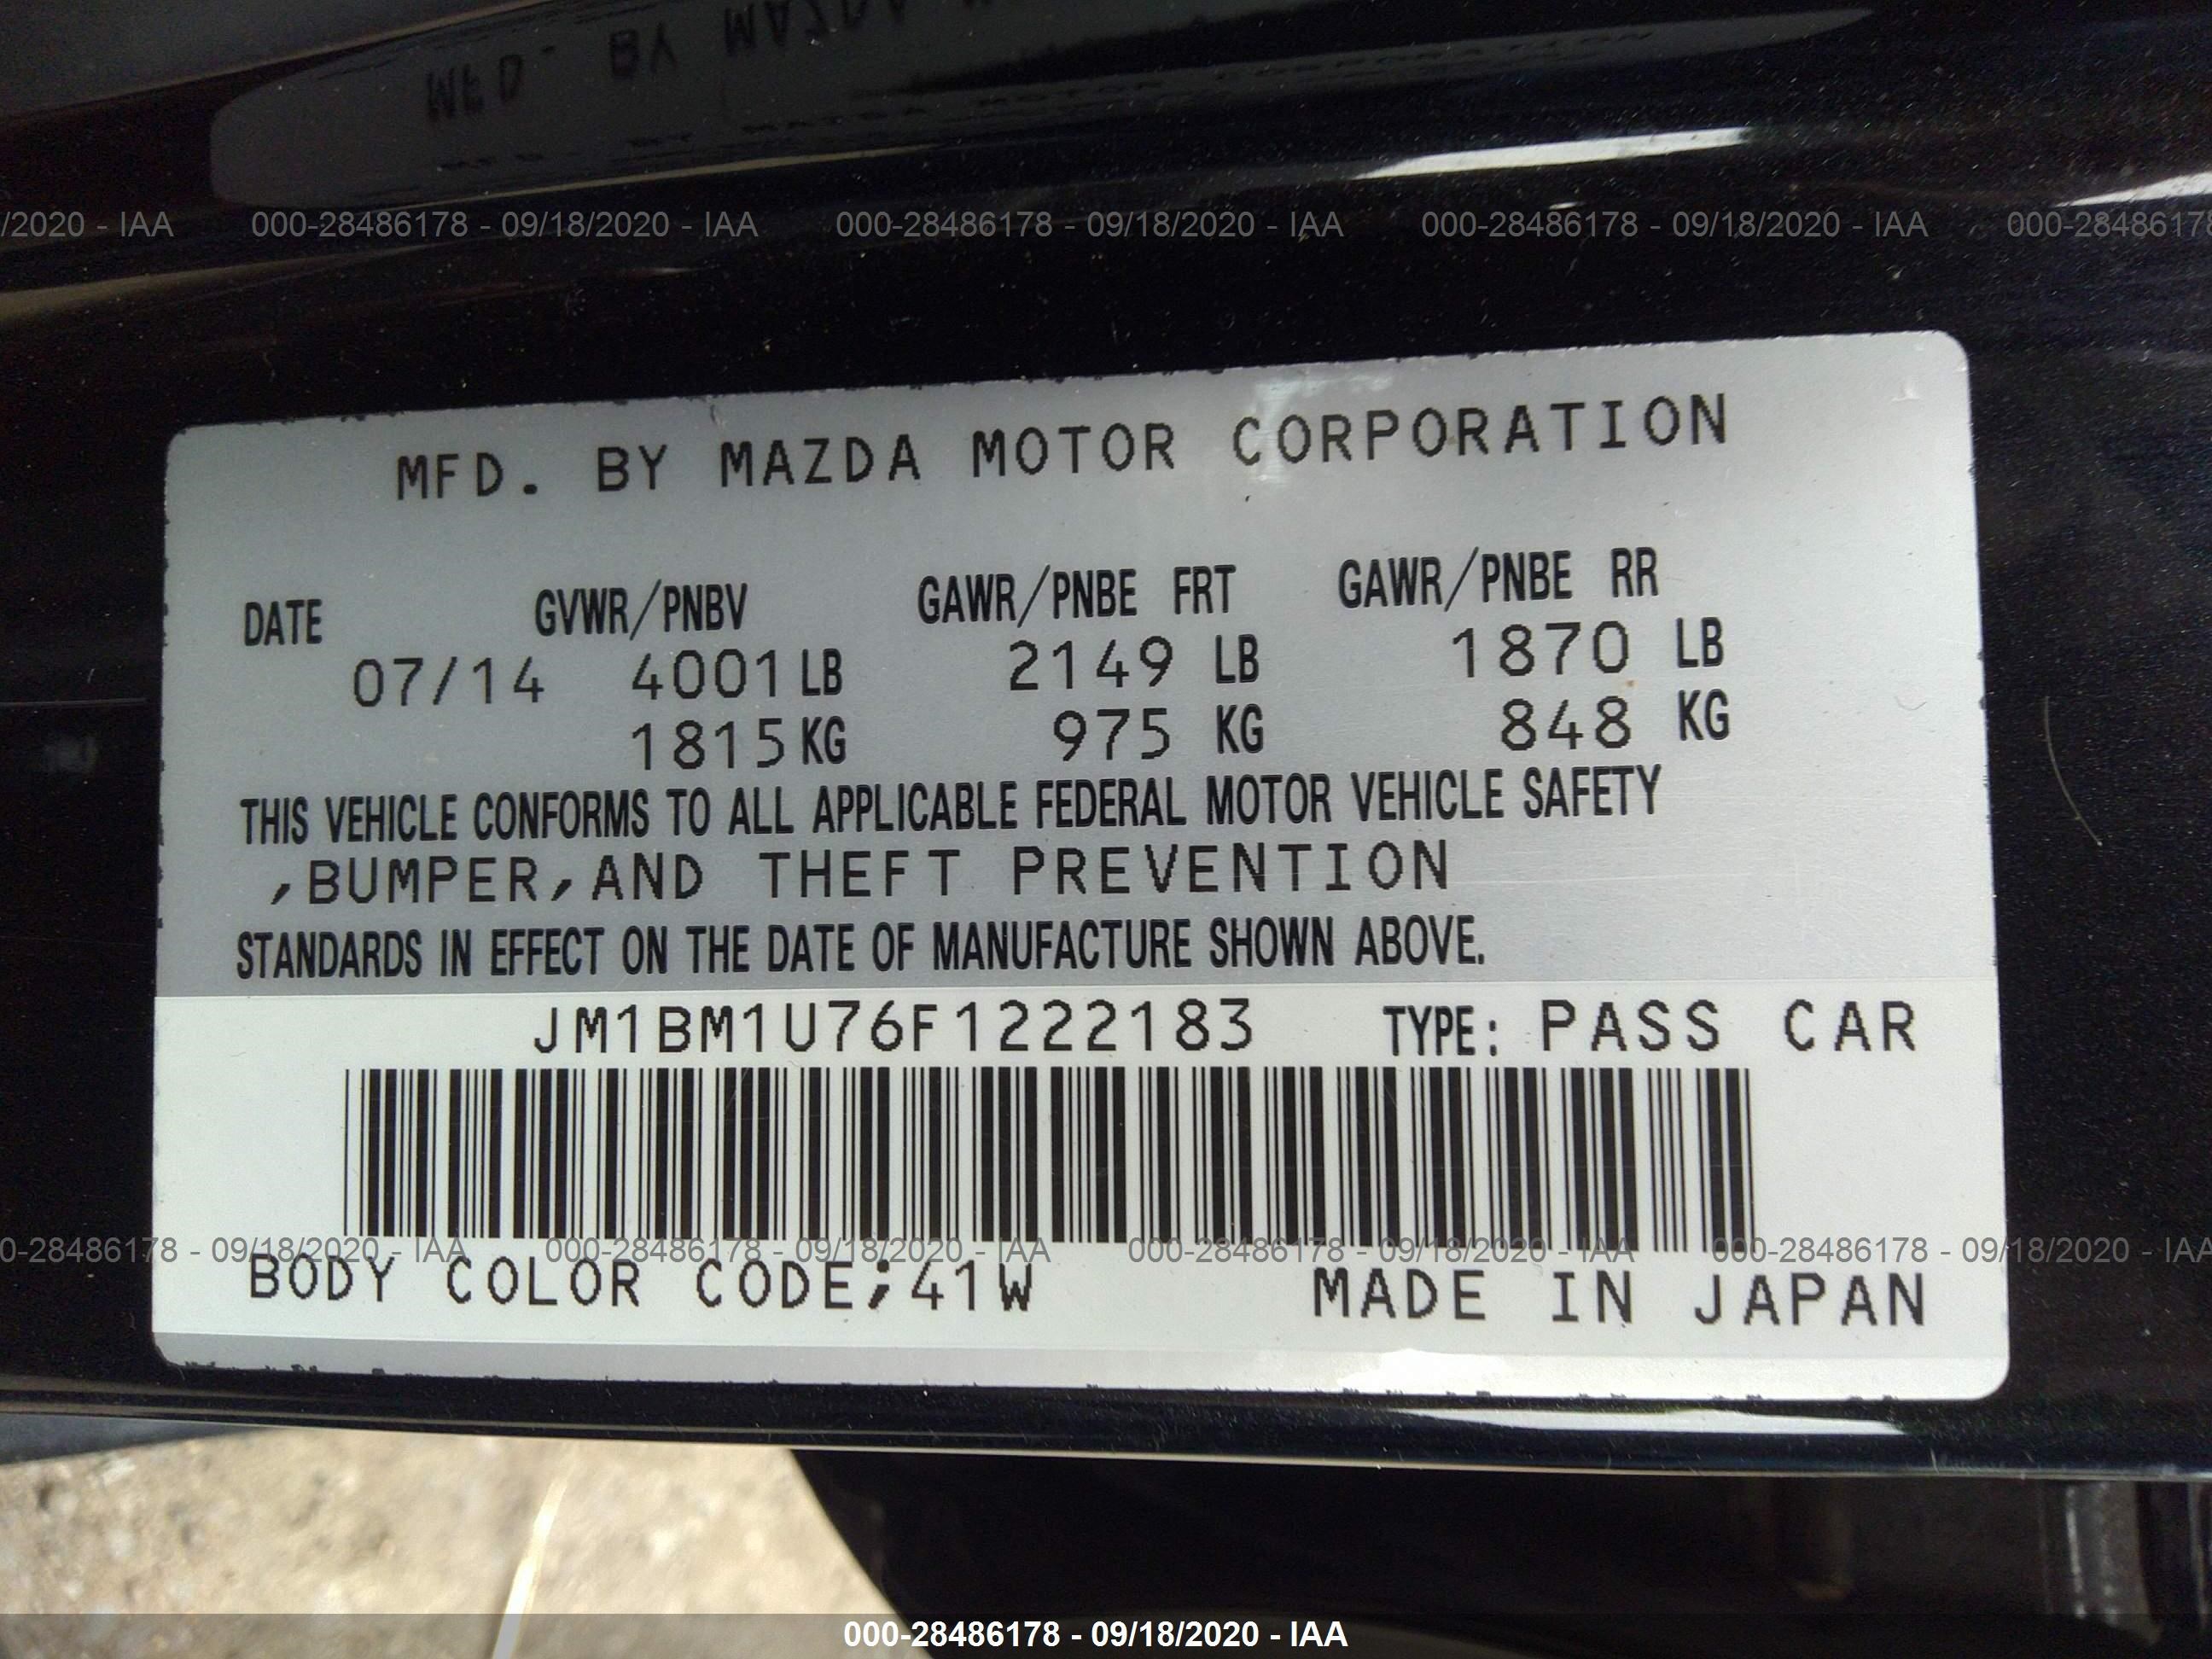 MFD. BY MAZDA
/2020 - IAA 000-28486178 - 09/18/2020 - IAA 000-28486178 - 09/18/2020 - IAA 000-28486178 - 09/18/2020 - IAA 000-28486178
MFD. BY MAZDA MOTOR CORPORATION
DATE GVWR/PNBV GAWR/PNBE FRT GAWR/PNBE RR
07/14 4001 LB 2149 LB 1870 LB
1815 KG 975 KG 848 KG
THIS VEHICLE CONFORMS TO ALL APPLICABLE FEDERAL MOTOR VEHICLE SAFETY
,BUMPER,AND THEFT PREVENTION
STANDARDS IN EFFECT ON THE DATE OF MANUFACTURE SHOWN ABOVE.
JM1BM1U76F1222183 TYPE: PASS CAR
0-28486178 - 09/18/2020 - IAA 000-28486178 - 09/18/2020 - IAA 000-28486178 - 09/18/2020 - IAA 000-28486178 - 09/18/2020 - IAA
BODY COLOR CODE;41W MADE IN JAPAN
000-28486178 - 09/18/2020 - IAA